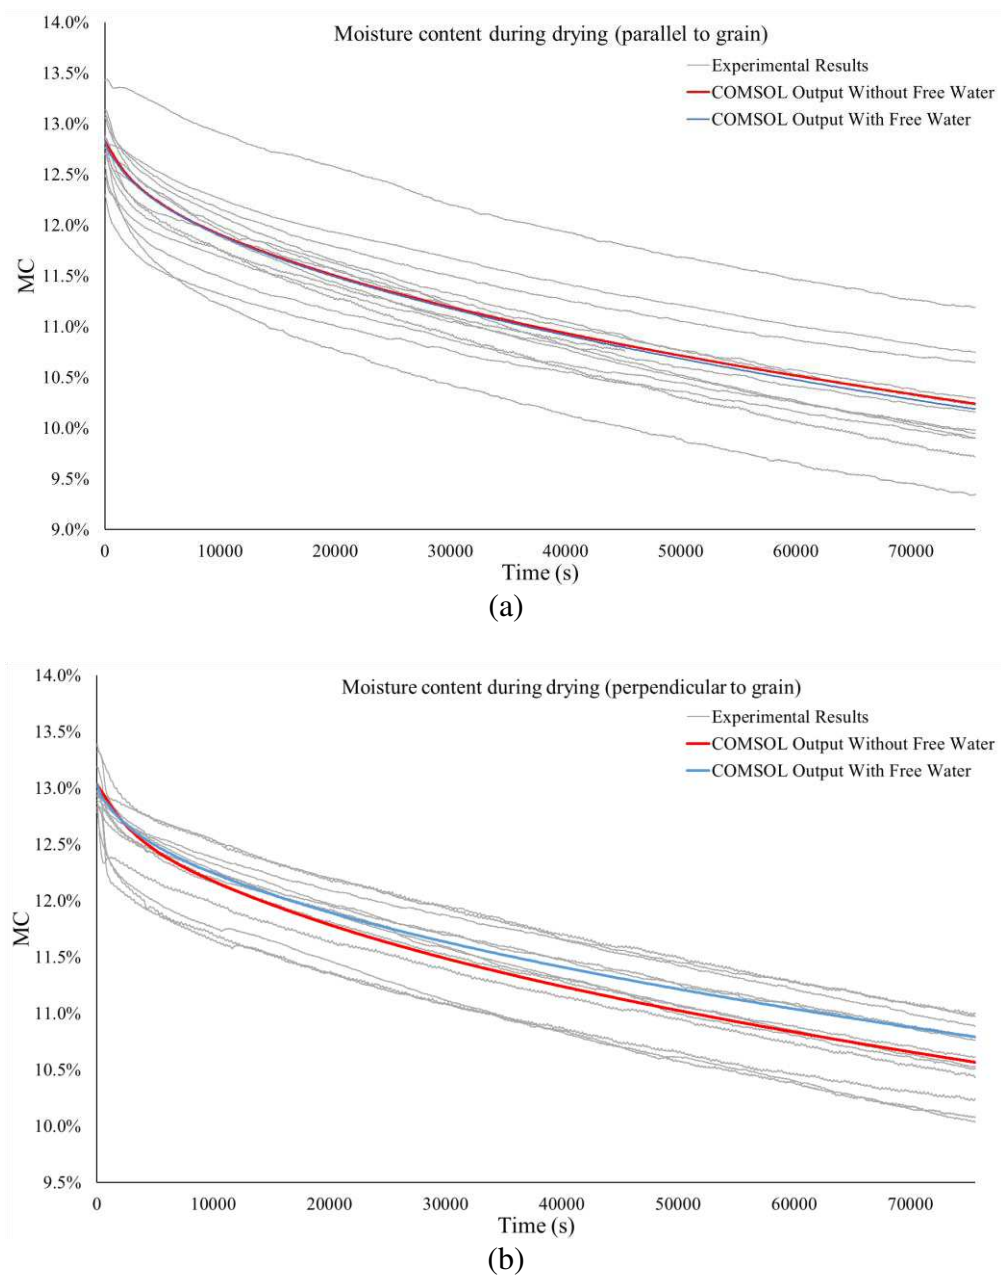 Moisture content during drying (parallel to grain)
Experimental Results
COMSOL Output Without Free Water
COMSOL Output With Free Water
MC
14.0%
13.5%
13.0%
12.5%
12.0%
11.5%
11.0%
10.5%
10.0%
9.5%
9.0%
0 10000 20000 30000 40000 50000 60000 70000
Time (s)
(a)
Moisture content during drying (perpendicular to grain)
Experimental Results
COMSOL Output Without Free Water
COMSOL Output With Free Water
MC
14.0%
13.5%
13.0%
12.5%
12.0%
11.5%
11.0%
10.5%
10.0%
9.5%
0 10000 20000 30000 40000 50000 60000 70000
Time (s)
(b)